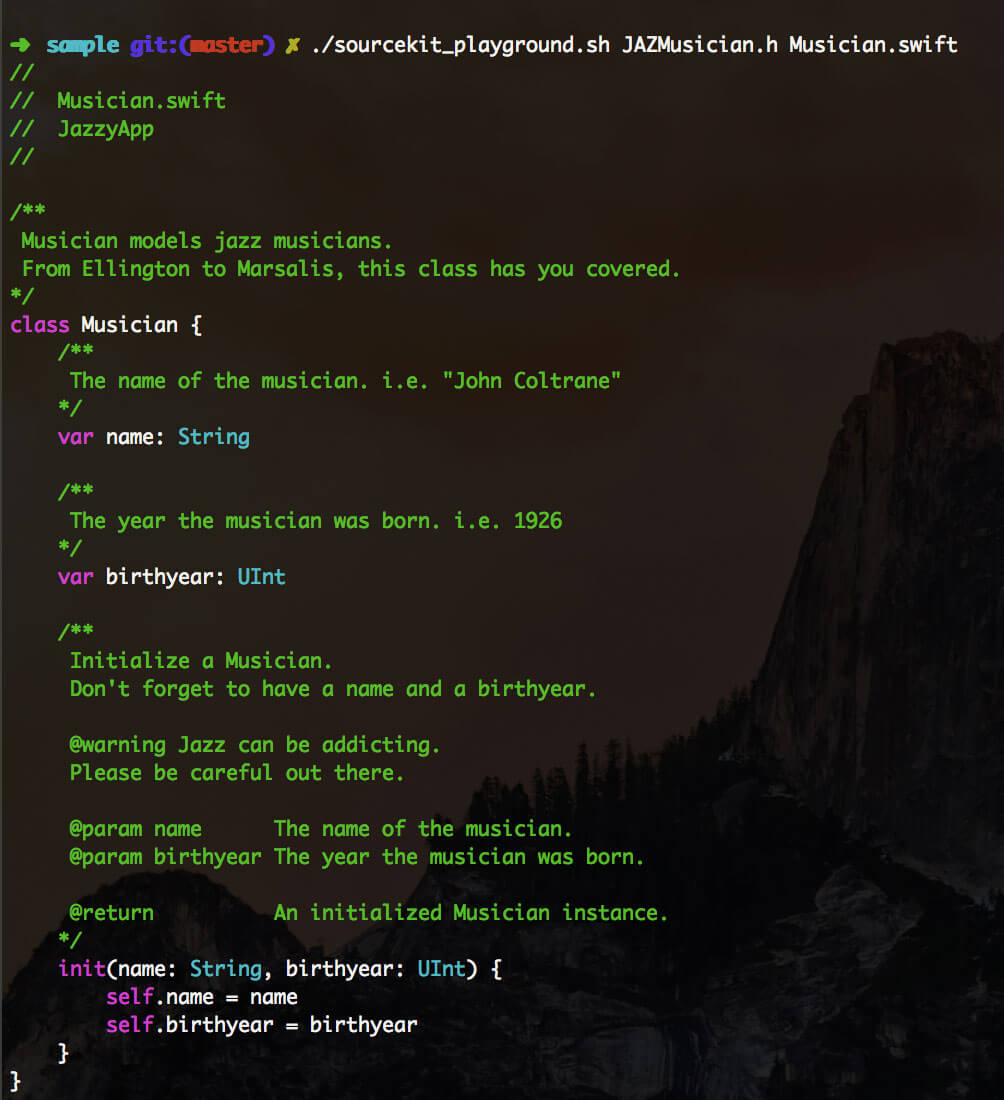 ➜ sample git:(master) ✗ ./sourcekit_playground.sh JAZMusician.h Musician.swift
//
//  Musician.swift
//  JazzyApp
//

/**
 Musician models jazz musicians.
 From Ellington to Marsalis, this class has you covered.
*/
class Musician {
    /**
     The name of the musician. i.e. "John Coltrane"
    */
    var name: String

    /**
     The year the musician was born. i.e. 1926
    */
    var birthyear: UInt

    /**
     Initialize a Musician.
     Don't forget to have a name and a birthyear.

     @warning Jazz can be addicting.
     Please be careful out there.

     @param name      The name of the musician.
     @param birthyear The year the musician was born.

     @return          An initialized Musician instance.
    */
    init(name: String, birthyear: UInt) {
        self.name = name
        self.birthyear = birthyear
    }
}